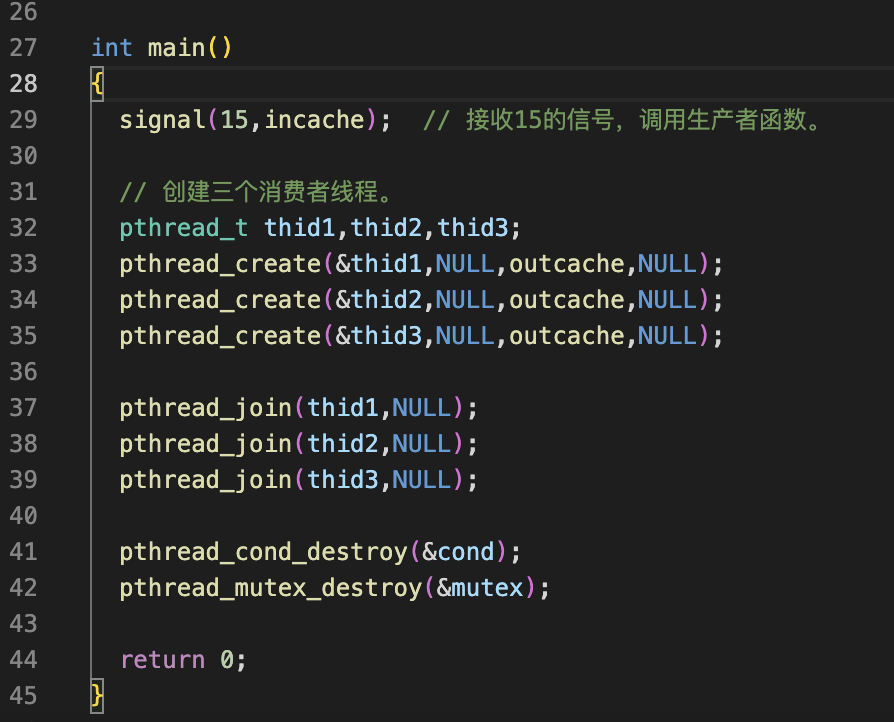 26
27 int main()
28 {
29 signal(15,incache); // 接收15的信号，调用生产者函数。
30
31 // 创建三个消费者线程。
32 pthread_t thid1,thid2,thid3;
33 pthread_create(&thid1,NULL,outcache,NULL);
34 pthread_create(&thid2,NULL,outcache,NULL);
35 pthread_create(&thid3,NULL,outcache,NULL);
36
37 pthread_join(thid1,NULL);
38 pthread_join(thid2,NULL);
39 pthread_join(thid3,NULL);
40
41 pthread_cond_destroy(&cond);
42 pthread_mutex_destroy(&mutex);
43
44 return 0;
45 }